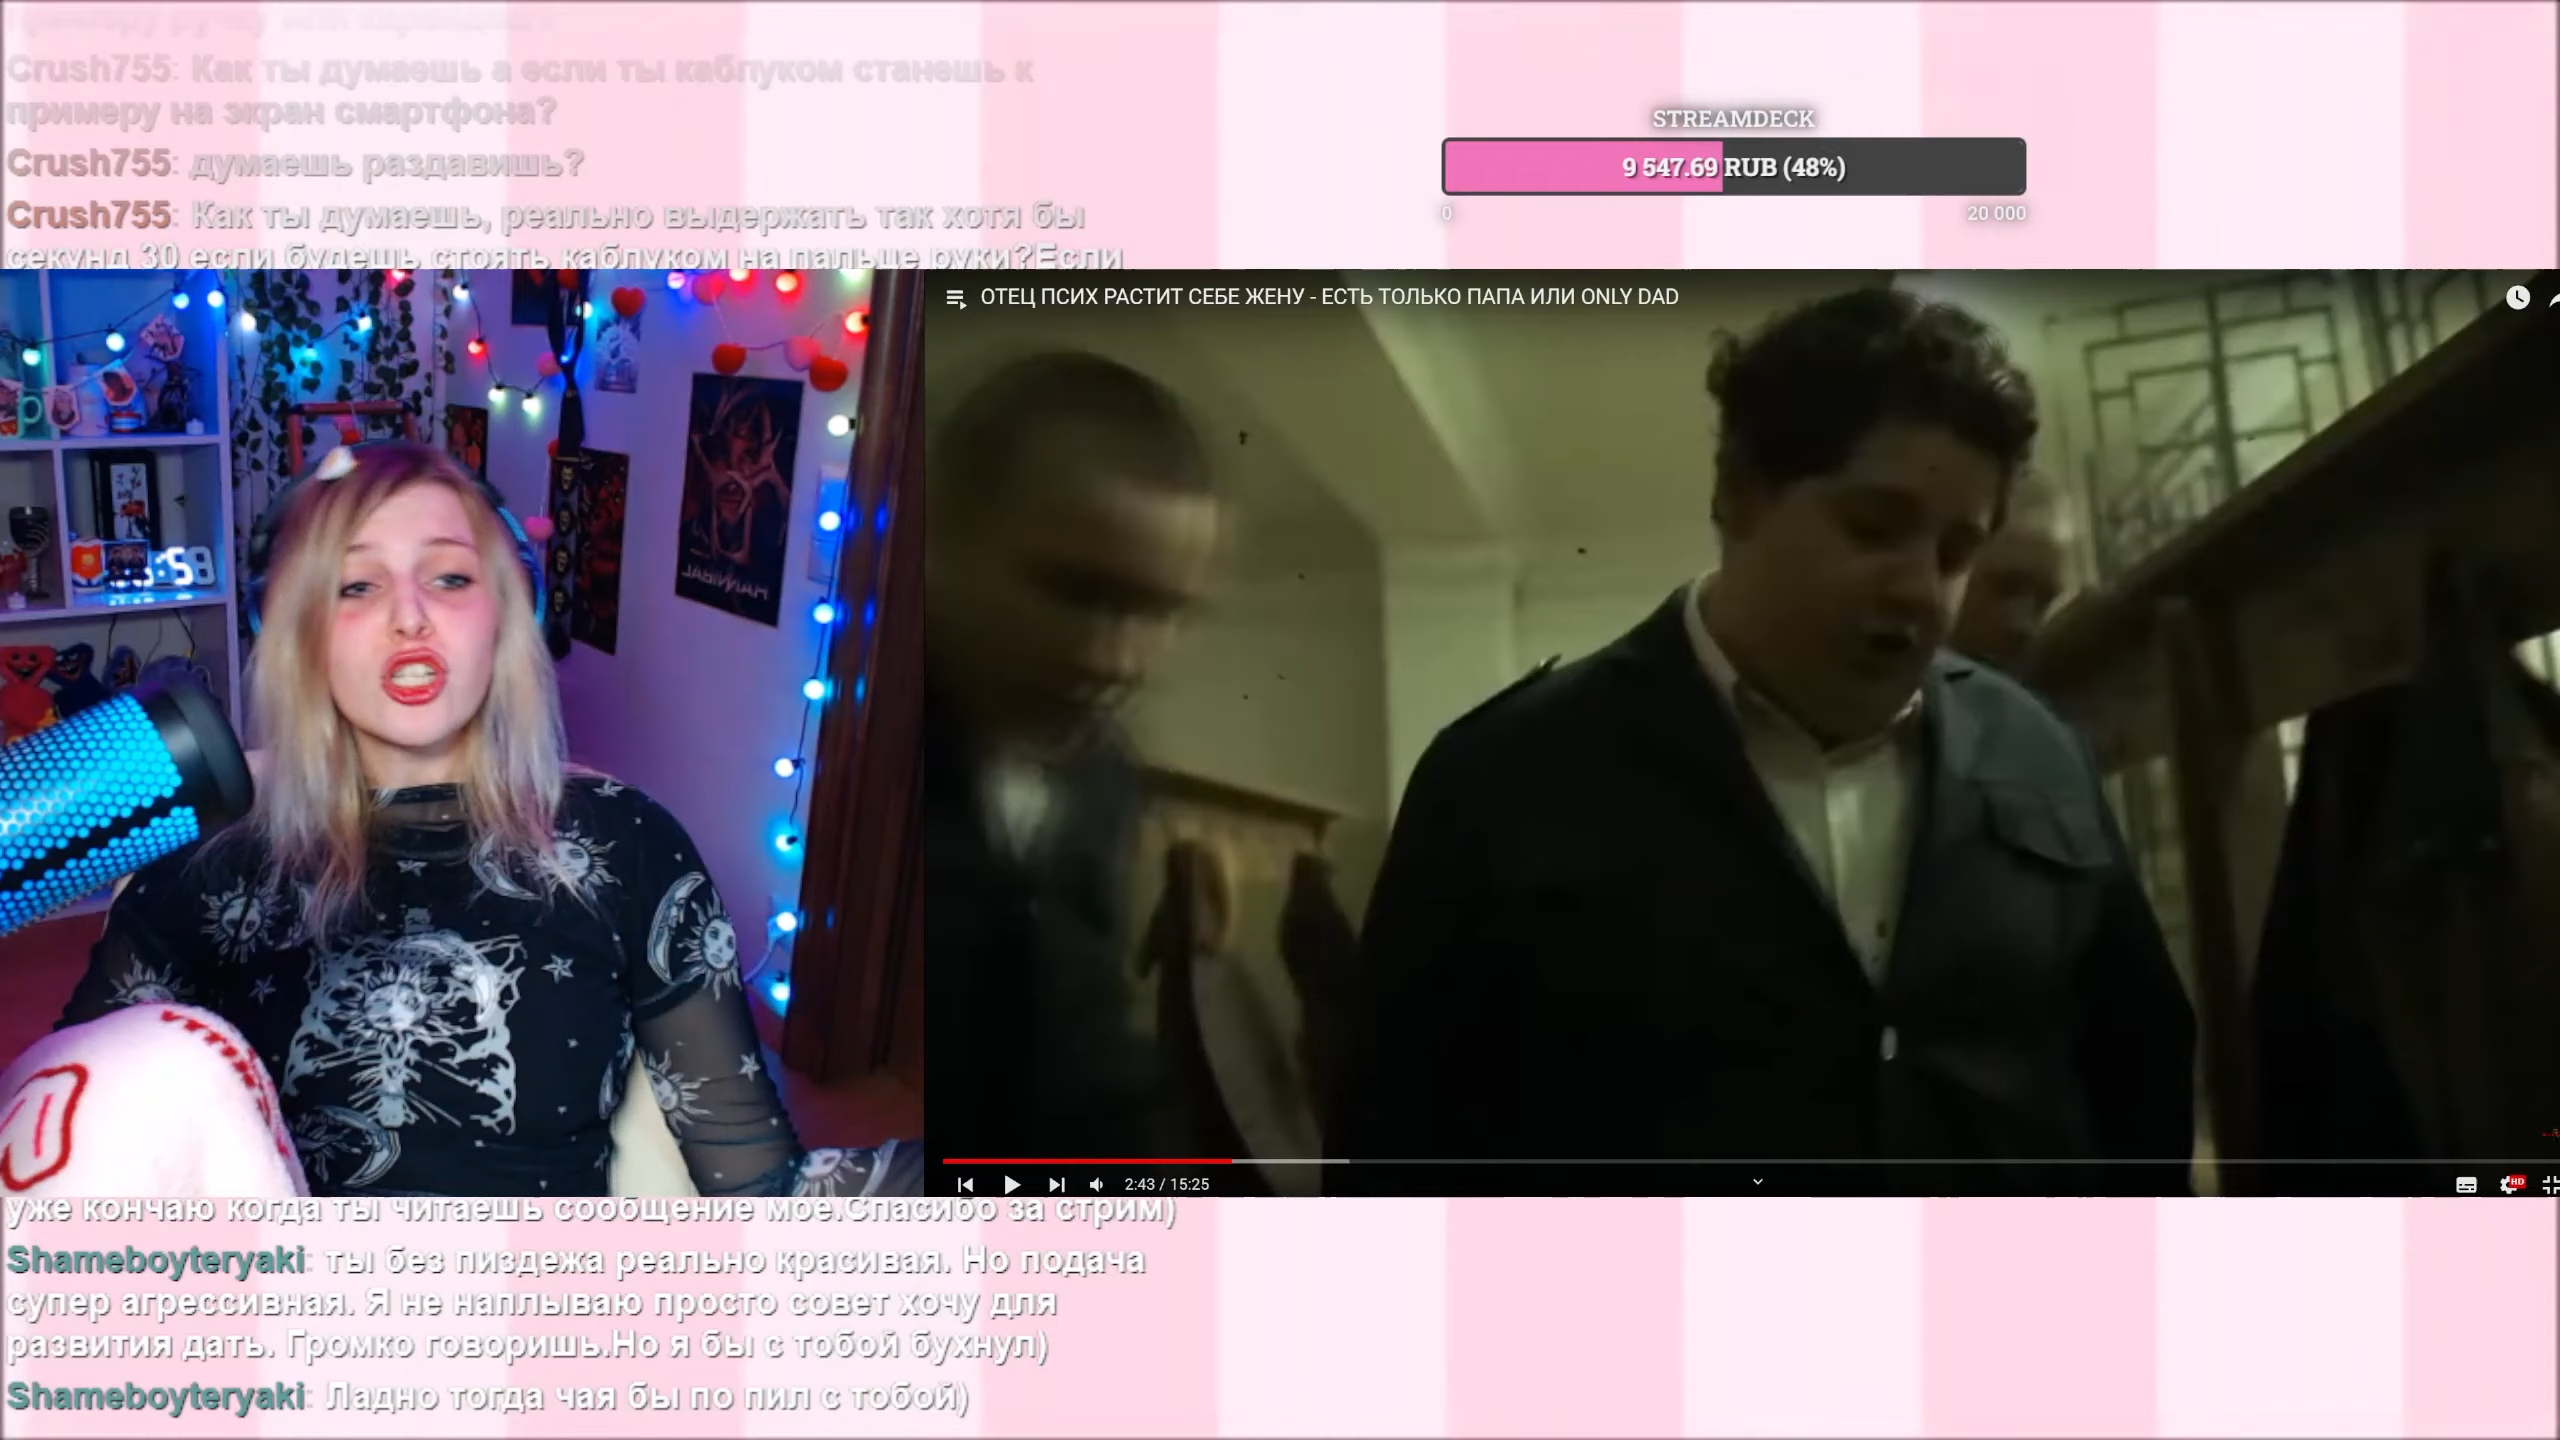 Crush755: Как ты думаешь а если ты каблуком станешь к
примеру на экран смартфона?
Crush755: думаешь раздавишь?
Crush755: Как ты думаешь, реально выдержать так хотя бы
секунд 30 если будешь стоять каблуком на пальце руки?Если
STREAMDECK
9 547.69 RUB (48%)
0
20 000
ОТЕЦ ПСИХ РАСТИТ СЕБЕ ЖЕНУ - ЕСТЬ ТОЛЬКО ПАПА ИЛИ ONLY DAD
HANNIBAL
:58
2:43 / 15:25
HD
уже кончаю когда ты читаешь сообщение мое.Спасибо за стрим)
Shameboyteryaki: ты без пиздежа реально красивая. Но подача
супер агрессивная. Я не наплываю просто совет хочу для
развития дать. Громко говоришь.Но я бы с тобой бухнул)
Shameboyteryaki: Ладно тогда чая бы по пил с тобой)